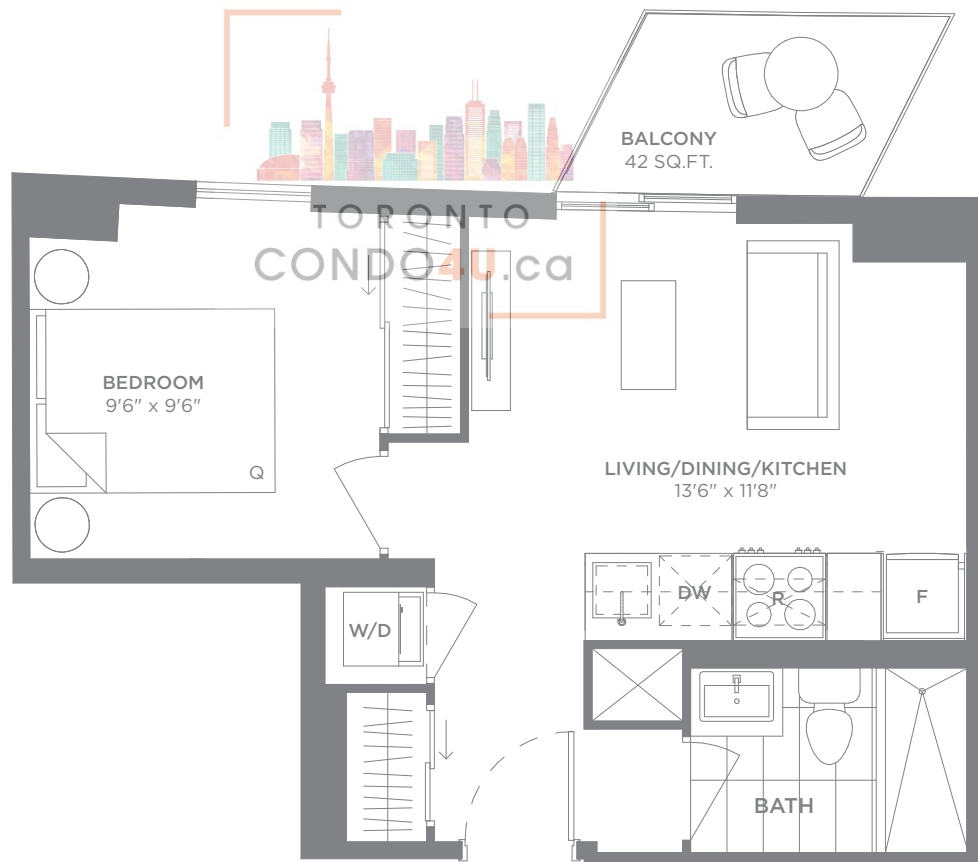 BALCONY
42 SQ.FT.
TORONTO
CONDO4U.ca
BEDROOM
9'6" x 9'6"
Q
LIVING/DINING/KITCHEN
13'6" x 11'8"
DW
R
F
W/D
BATH